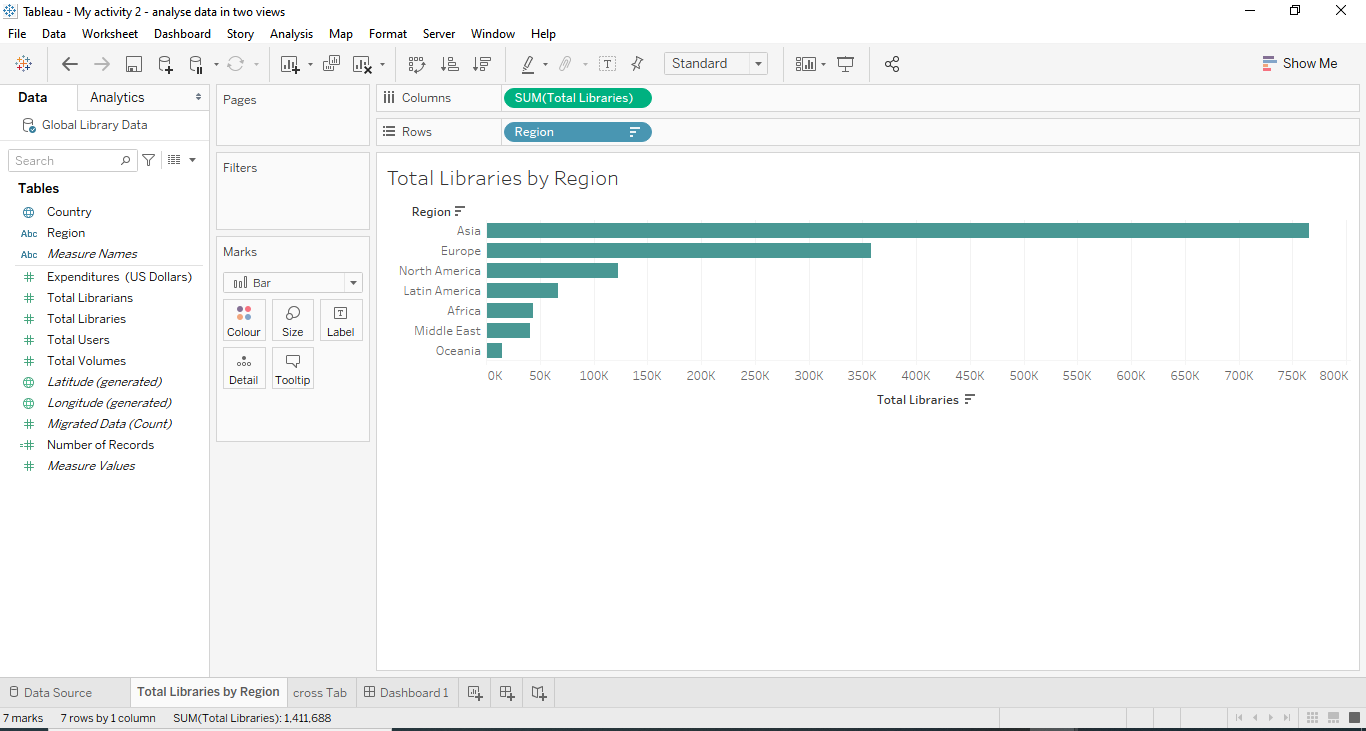 Tableau - My activity 2 - analyse data in two views
File Data Worksheet Dashboard Story Analysis Map Format Server Window Help
Standard
Show Me
Data Analytics
Global Library Data
Search
Tables
Country
Abc Region
Abc Measure Names
Expenditures (US Dollars)
Total Librarians
Total Libraries
Total Users
Total Volumes
Latitude (generated)
Longitude (generated)
Migrated Data (Count)
=# Number of Records
Measure Values
Pages
Filters
Marks
Bar
Colour Size Label
Detail Tooltip
Columns SUM(Total Libraries)
Rows Region
Total Libraries by Region
Region
Asia
Europe
North America
Latin America
Africa
Middle East
Oceania
0K 50K 100K 150K 200K 250K 300K 350K 400K 450K 500K 550K 600K 650K 700K 750K 800K
Total Libraries
Data Source Total Libraries by Region cross Tab Dashboard 1
7 marks 7 rows by 1 column SUM(Total Libraries): 1,411,688